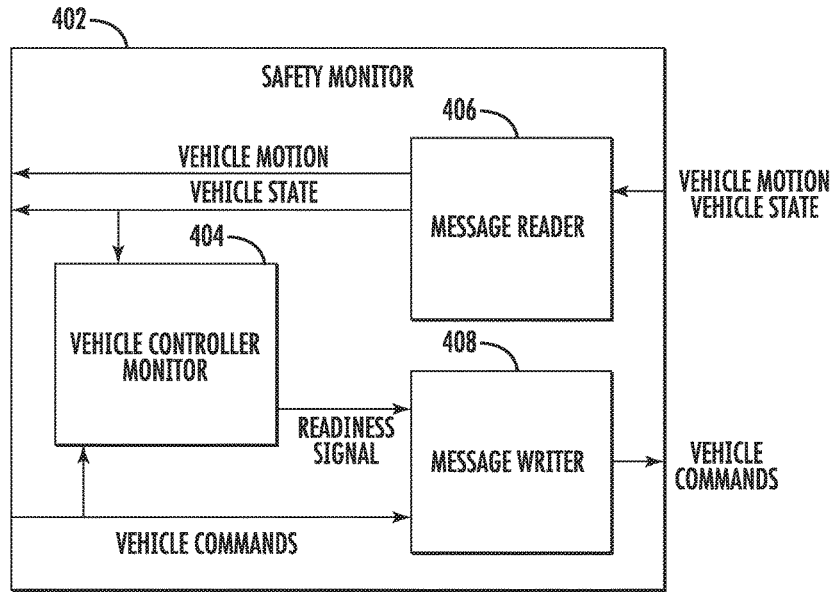 402
SAFETY MONITOR
406
VEHICLE MOTION
VEHICLE STATE
MESSAGE READER
VEHICLE MOTION
VEHICLE STATE
404
VEHICLE CONTROLLER
MONITOR
READINESS
SIGNAL
408
MESSAGE WRITER
VEHICLE
COMMANDS
VEHICLE COMMANDS